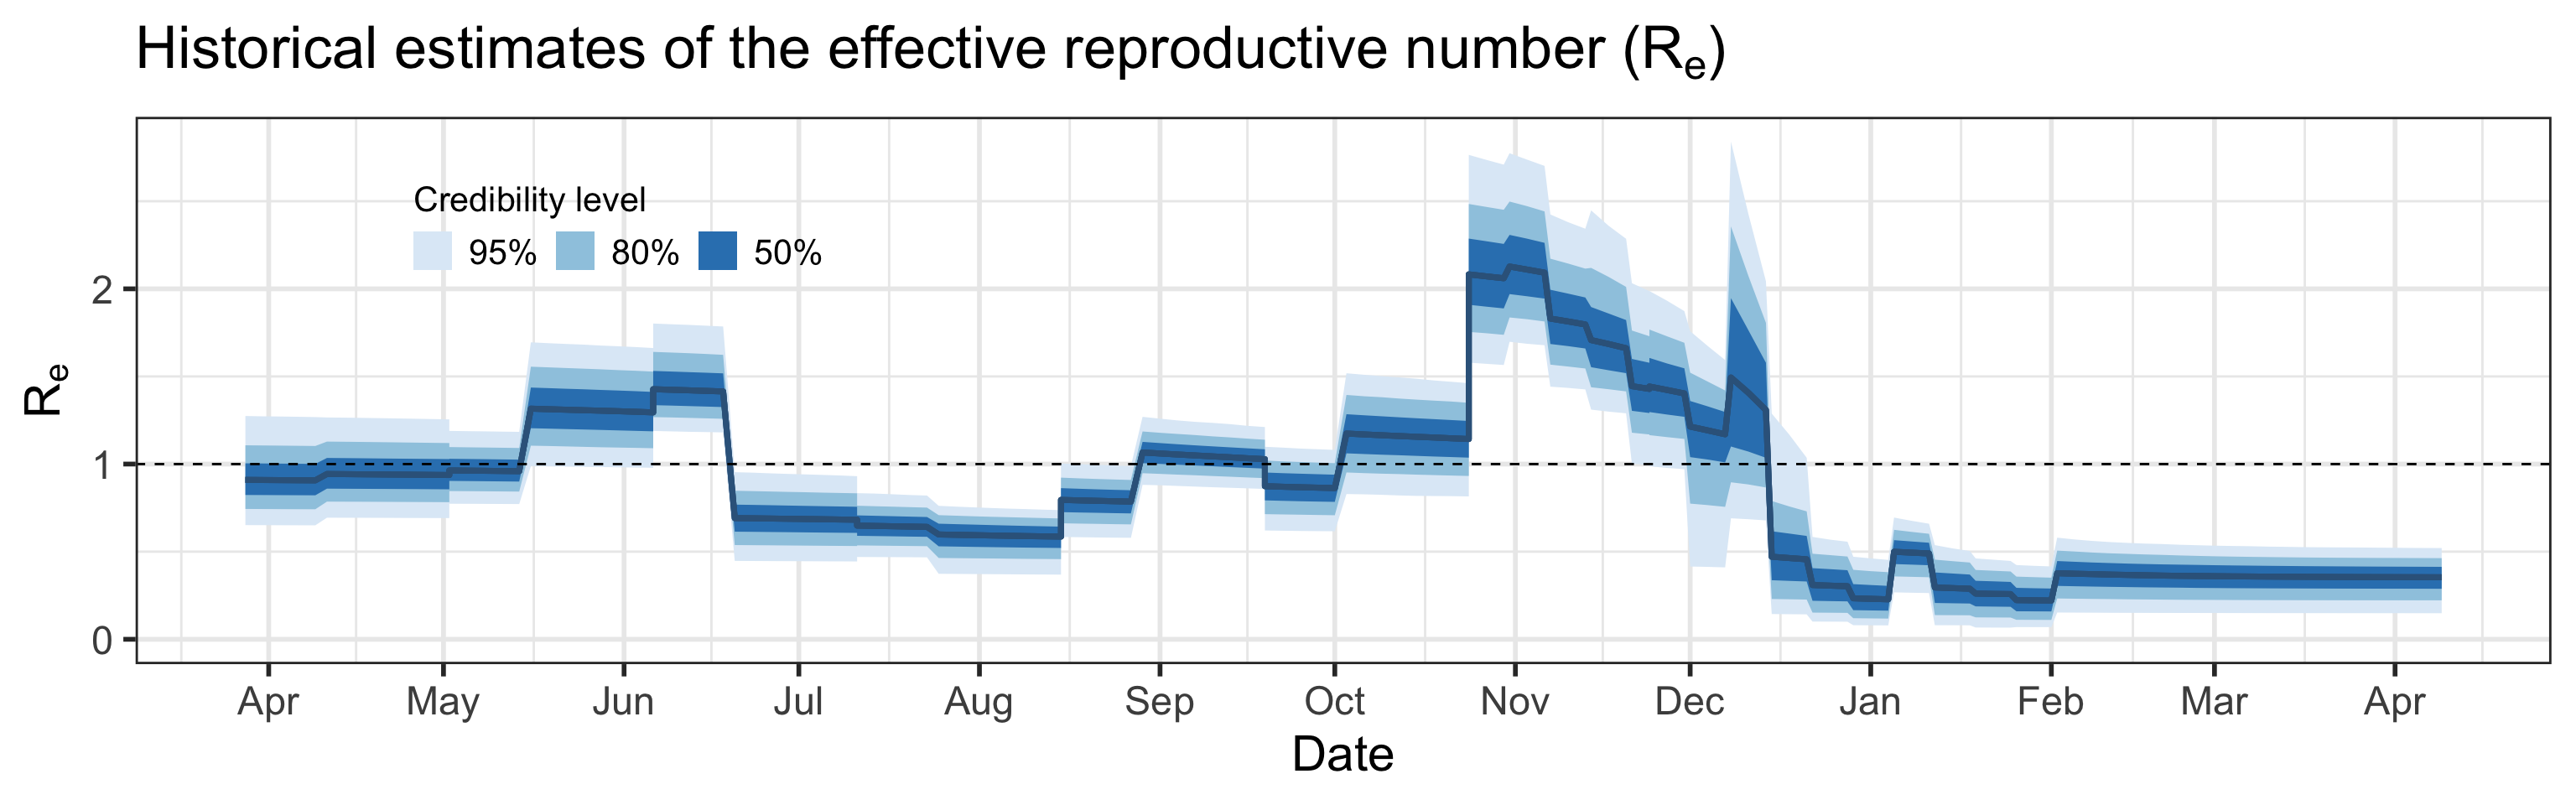 Historical estimates of the effective reproductive number (Re)
Credibility level
95% 80% 50%
2
1
0
Re
Apr May Jun Jul Aug Sep Oct Nov Dec Jan Feb Mar Apr
Date